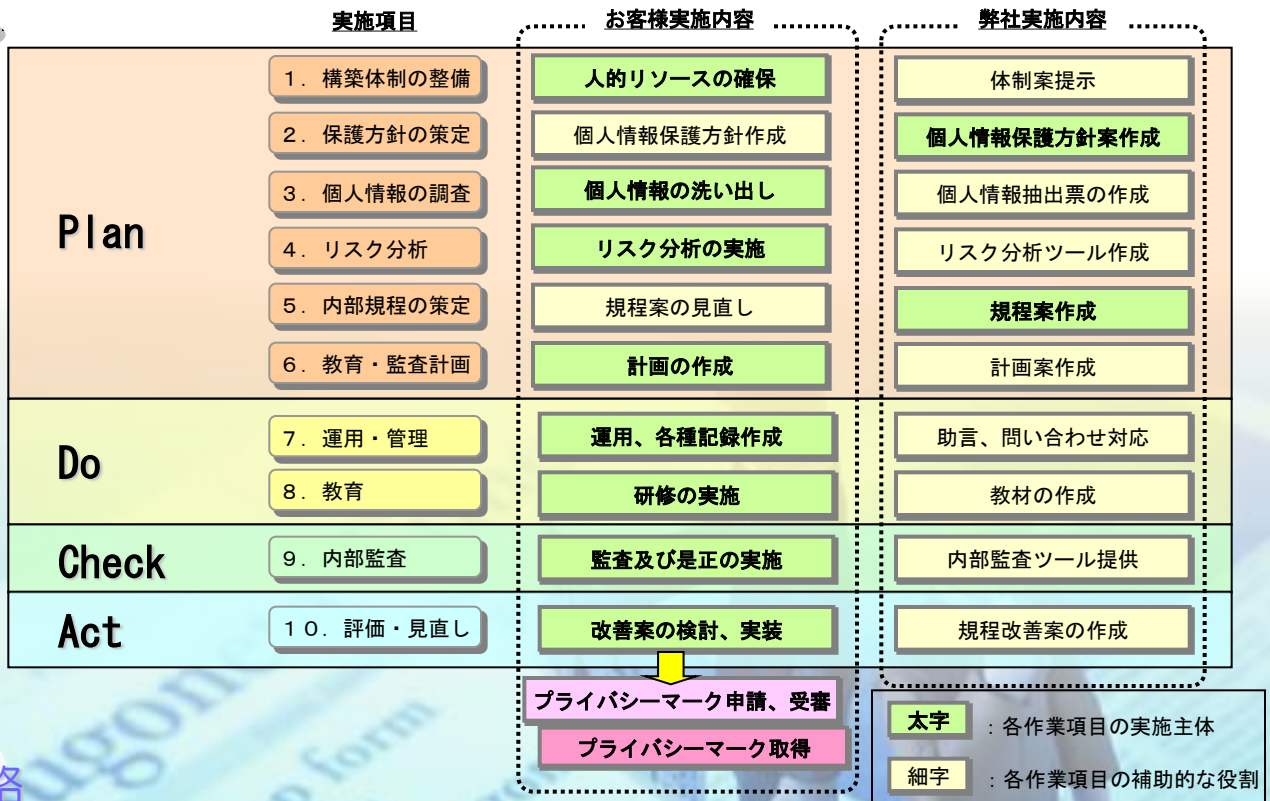 実施項目 お客様実施内容 弊社実施内容
Plan
1．構築体制の整備 人的リソースの確保 体制案提示
2．保護方針の策定 個人情報保護方針作成 個人情報保護方針案作成
3．個人情報の調査 個人情報の洗い出し 個人情報抽出票の作成
4．リスク分析 リスク分析の実施 リスク分析ツール作成
5．内部規程の策定 規程案の見直し 規程案作成
6．教育・監査計画 計画の作成 計画案作成
Do
7．運用・管理 運用、各種記録作成 助言、問い合わせ対応
8．教育 研修の実施 教材の作成
Check
9．内部監査 監査及び是正の実施 内部監査ツール提供
Act
10．評価・見直し 改善案の検討、実装 規程改善案の作成
プライバシーマーク申請、受審
プライバシーマーク取得
太字 ：各作業項目の実施主体
細字 ：各作業項目の補助的な役割